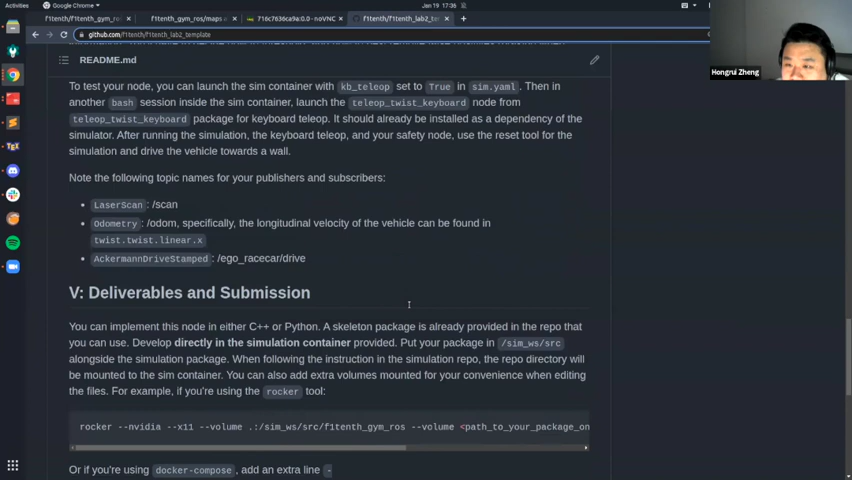 Activities
Google Chrome
Jan 19 17:36
en
f1tenth/f1tenth_gym_ros
f1tenth_gym_ros/maps
716c7636ca9a:0.0 - noVNC
f1tenth/f1tenth_lab2_temp
github.com/f1tenth/f1tenth_lab2_template
README.md
To test your node, you can launch the sim container with kb_teleop set to True in sim.yaml. Then in
another bash session inside the sim container, launch the teleop_twist_keyboard node from
teleop_twist_keyboard package for keyboard teleop. It should already be installed as a dependency of the
simulator. After running the simulation, the keyboard teleop, and your safety node, use the reset tool for the
simulation and drive the vehicle towards a wall.
Note the following topic names for your publishers and subscribers:
• LaserScan: /scan
• Odometry: /odom, specifically, the longitudinal velocity of the vehicle can be found in
twist.twist.linear.x
• AckermannDriveStamped: /ego_racecar/drive
V: Deliverables and Submission
You can implement this node in either C++ or Python. A skeleton package is already provided in the repo that
you can use. Develop directly in the simulation container provided. Put your package in /sim_ws/src
alongside the simulation package. When following the instruction in the simulation repo, the repo directory will
be mounted to the sim container. You can also add extra volumes mounted for your convenience when editing
the files. For example, if you're using the rocker tool:
rocker --nvidia --x11 --volume .:/sim_ws/src/f1tenth_gym_ros --volume <path_to_your_package_on
Or if you're using docker-compose, add an extra line -
Hongrui Zheng